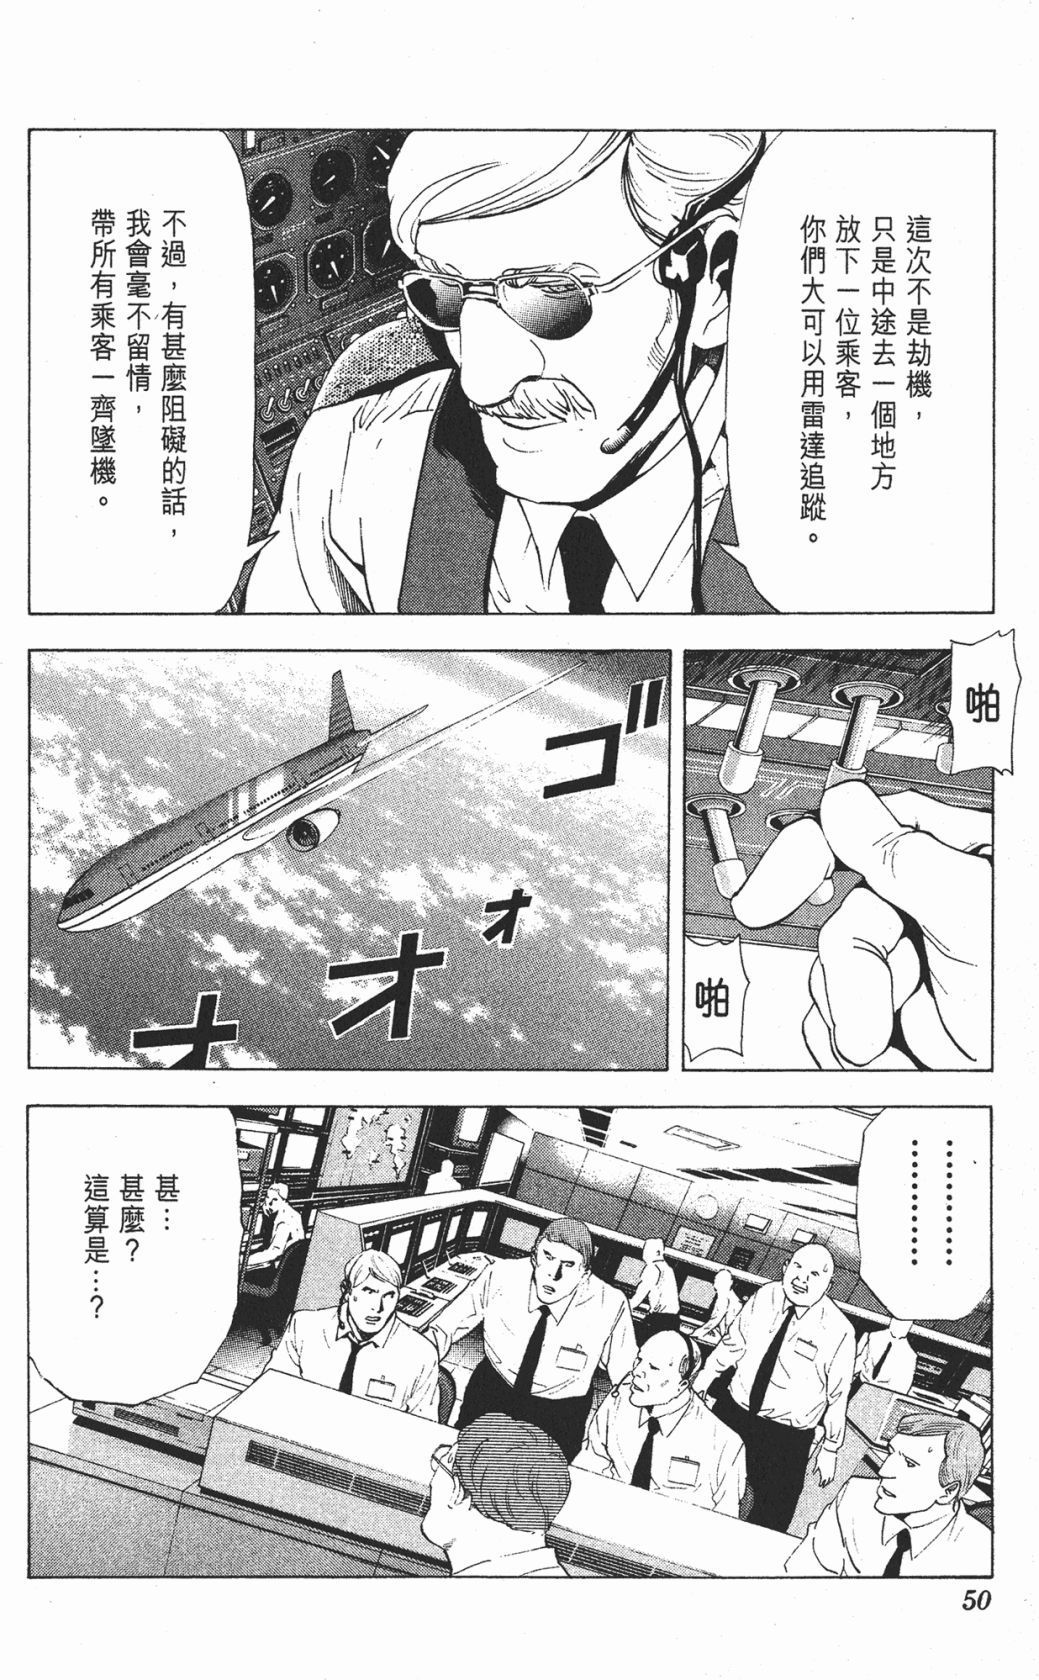 這次不是劫機，
只是中途去一個地方
放下一位乘客，
你們大可以用雷達追蹤。
不過，有甚麼阻礙的話，
我會毫不留情，
帶所有乘客一齊墜機。
啪
啪
ゴ
オ
オ
オ
…………
…………
甚…
甚麼？
這算是…？
50